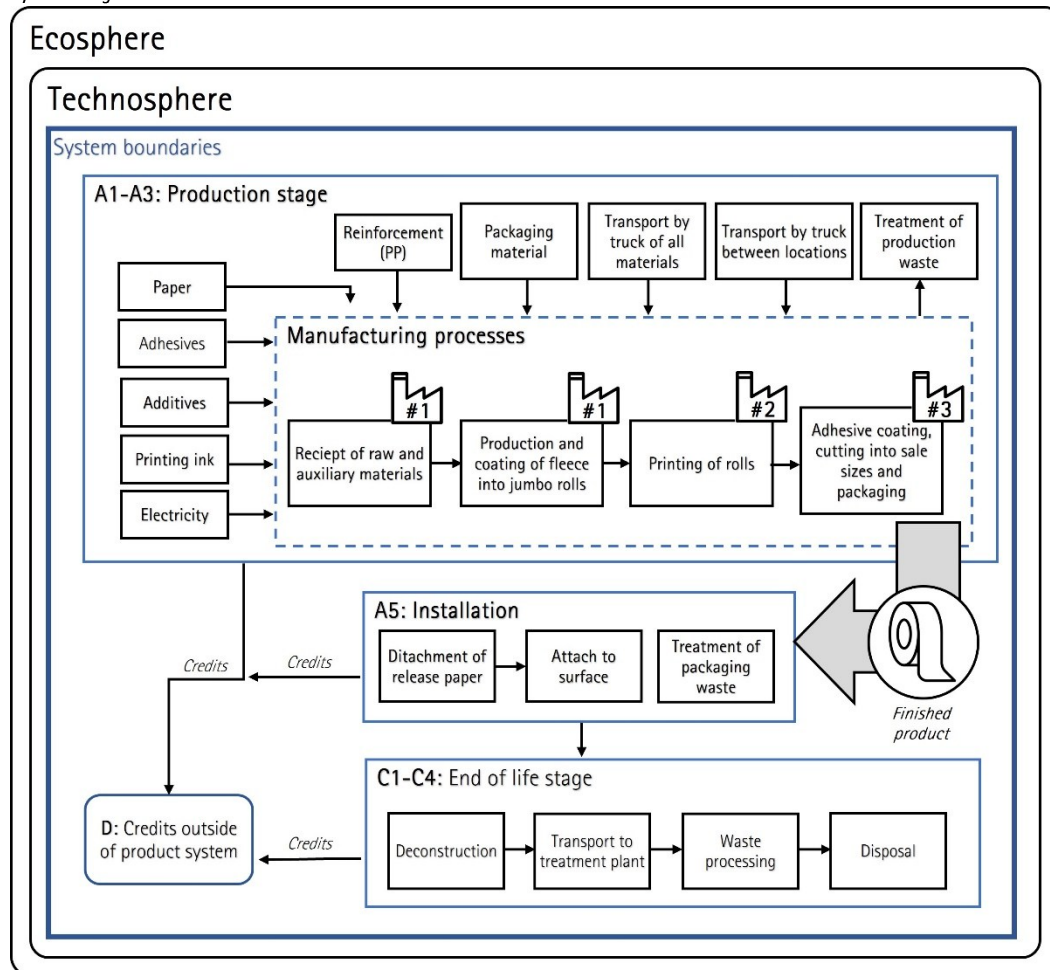 Ecosphere
Technosphere
System boundaries
A1-A3: Production stage
Reinforcement
(PP)
Packaging
material
Transport by
truck of all
materials
Transport by truck
between locations
Treatment of
production
waste
Paper
Adhesives
Additives
Printing ink
Electricity
Manufacturing processes
#1
#1
#2
#3
Reciept of raw and
auxiliary materials
Production and
coating of fleece
into jumbo rolls
Printing of rolls
Adhesive coating,
cutting into sale
sizes and
packaging
A5: Installation
Ditachment of
release paper
Attach to
surface
Treatment of
packaging
waste
Credits
Credits
Finished
product
C1-C4: End of life stage
D: Credits outside
of product system
Credits
Deconstruction
Transport to
treatment plant
Waste
processing
Disposal